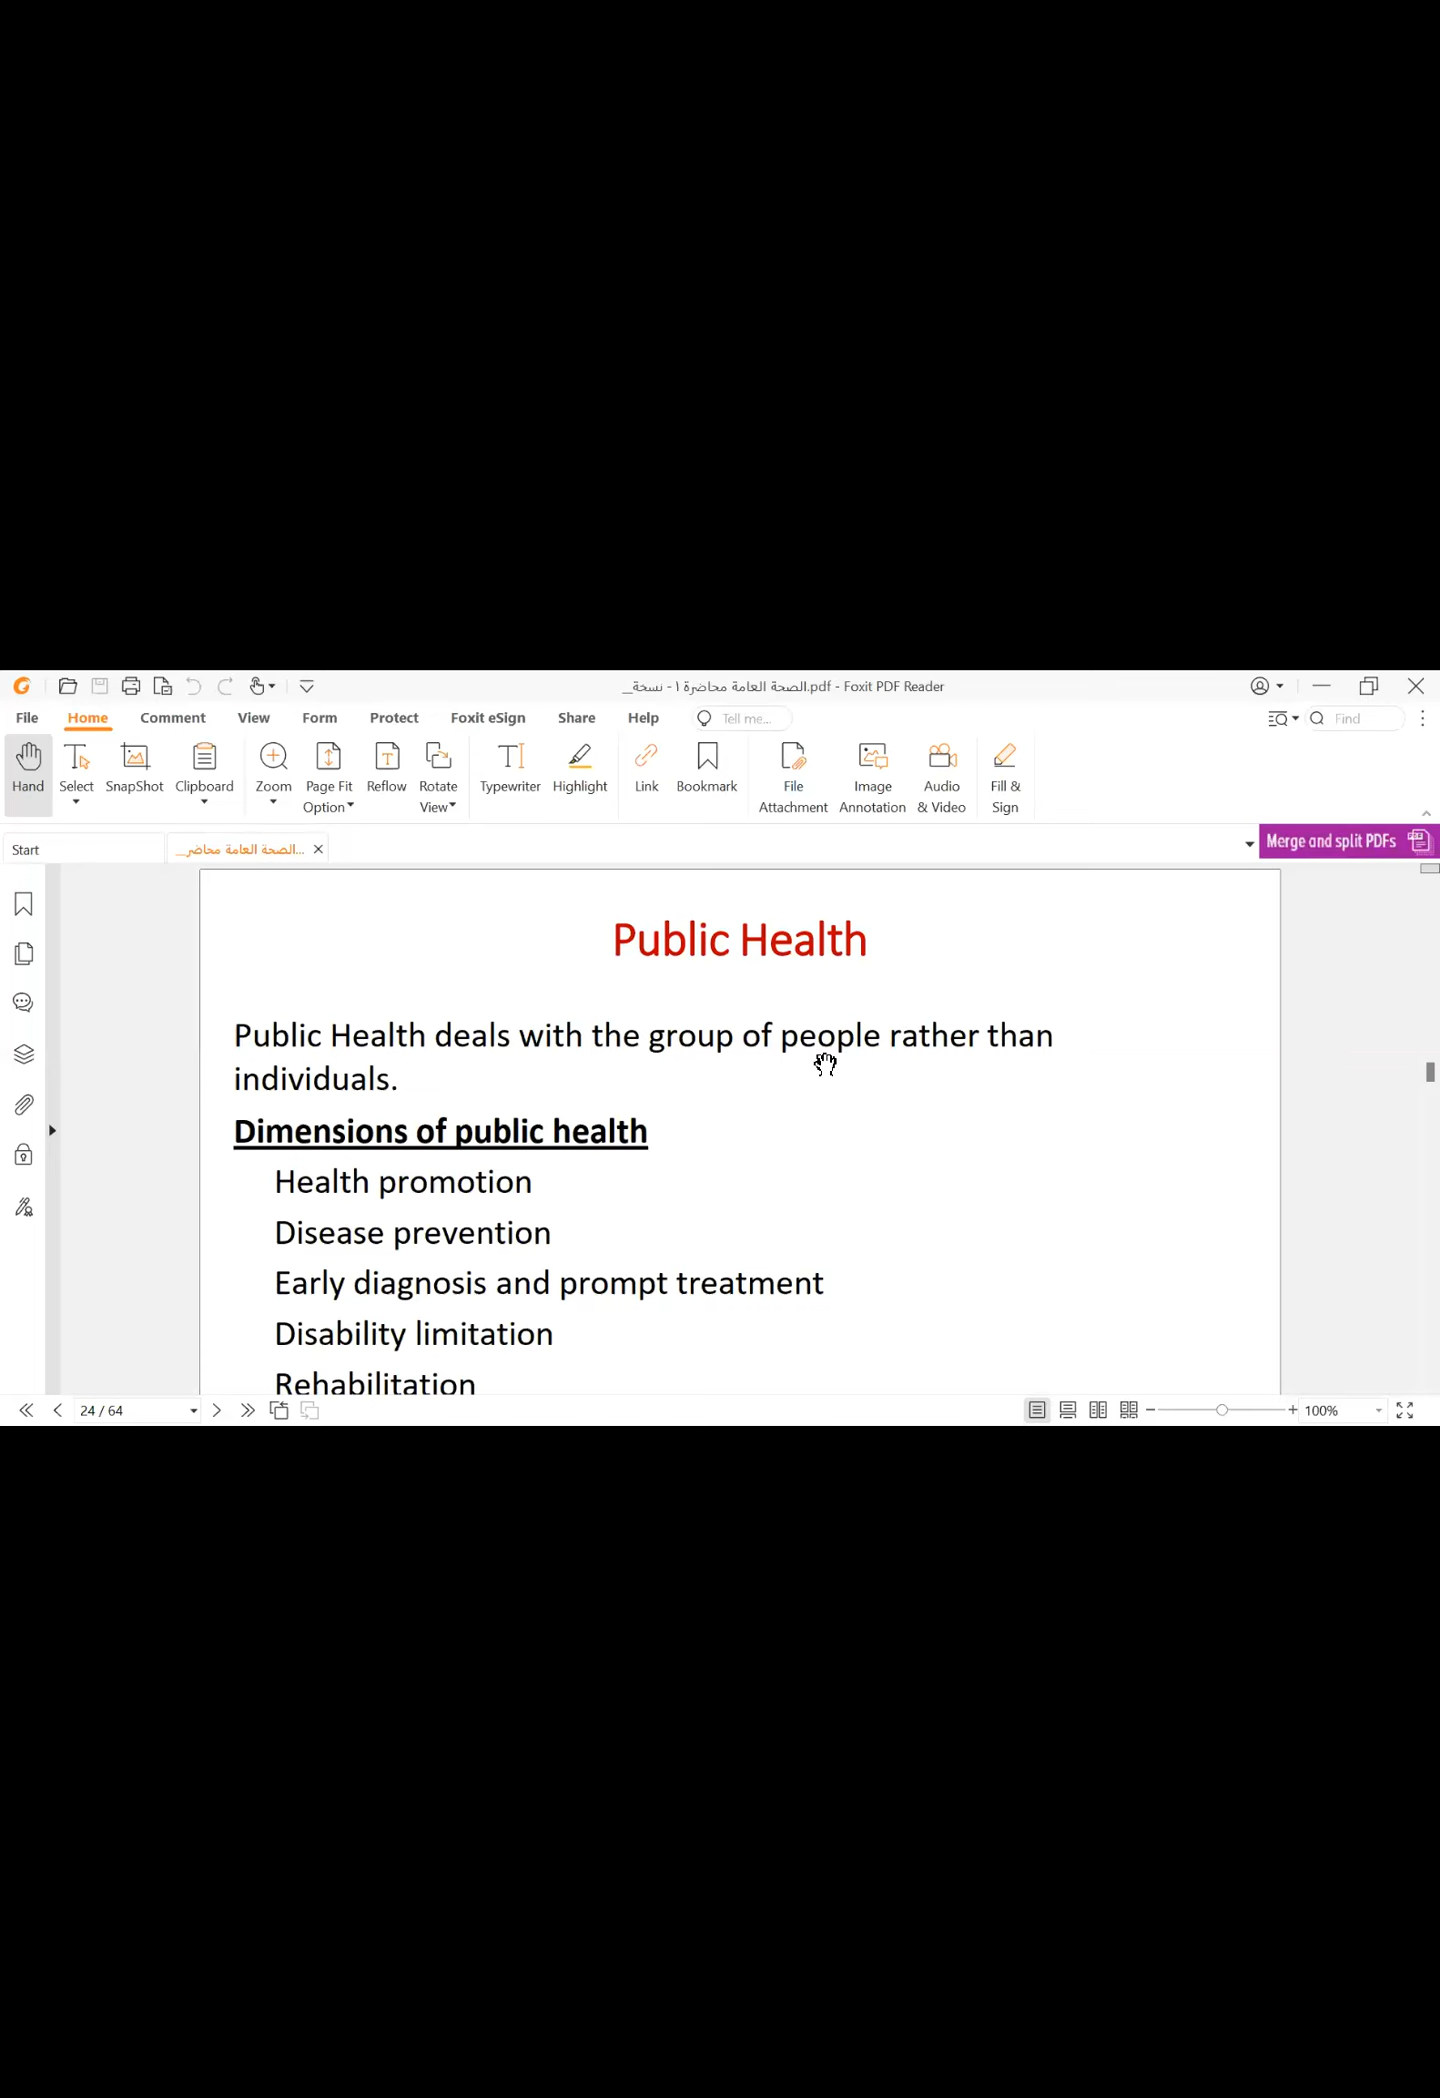 الصحة العامة محاضرة ١ - نسخة__.pdf - Foxit PDF Reader
File Home Comment View Form Protect Foxit eSign Share Help Tell me... Find
Hand Select SnapShot Clipboard Zoom Page Fit Option Reflow Rotate View Typewriter Highlight Link Bookmark File Attachment Image Annotation Audio & Video Fill & Sign
Start الصحة العامة محاضر... Merge and split PDFs
Public Health
Public Health deals with the group of people rather than
individuals.
Dimensions of public health
Health promotion
Disease prevention
Early diagnosis and prompt treatment
Disability limitation
Rehabilitation
24 / 64 100%